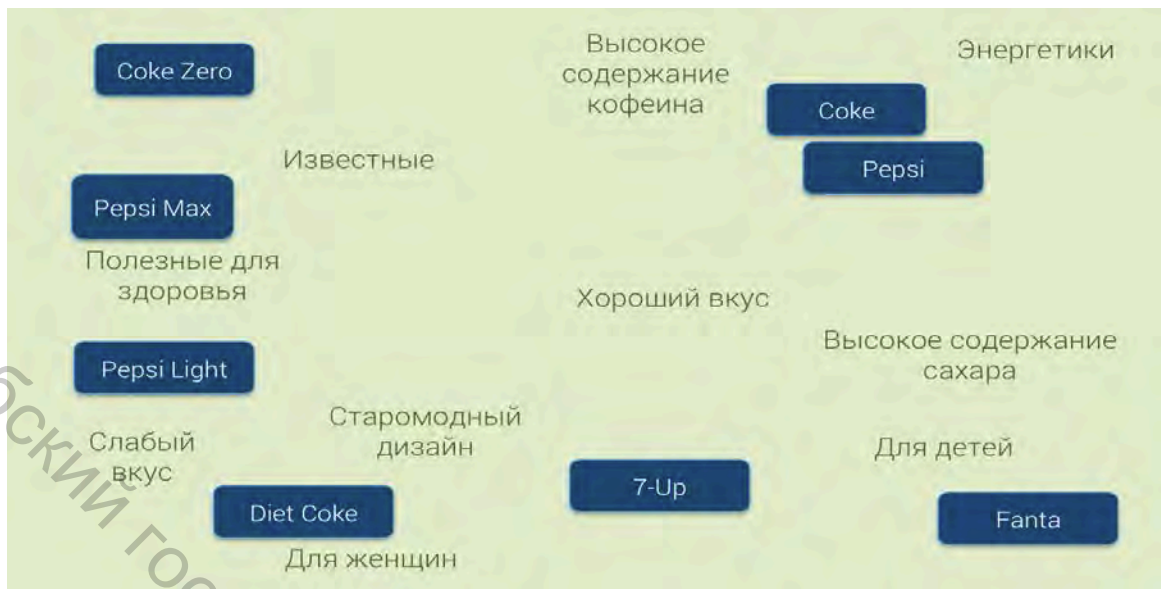 Coke Zero
Высокое
содержание
кофеина
Энергетики
Coke
Pepsi
Известные
Pepsi Max
Полезные для
здоровья
Хороший вкус
Высокое содержание
сахара
Pepsi Light
Старомодный
дизайн
Слабый
вкус
Для детей
7-Up
Diet Coke
Fanta
Для женщин